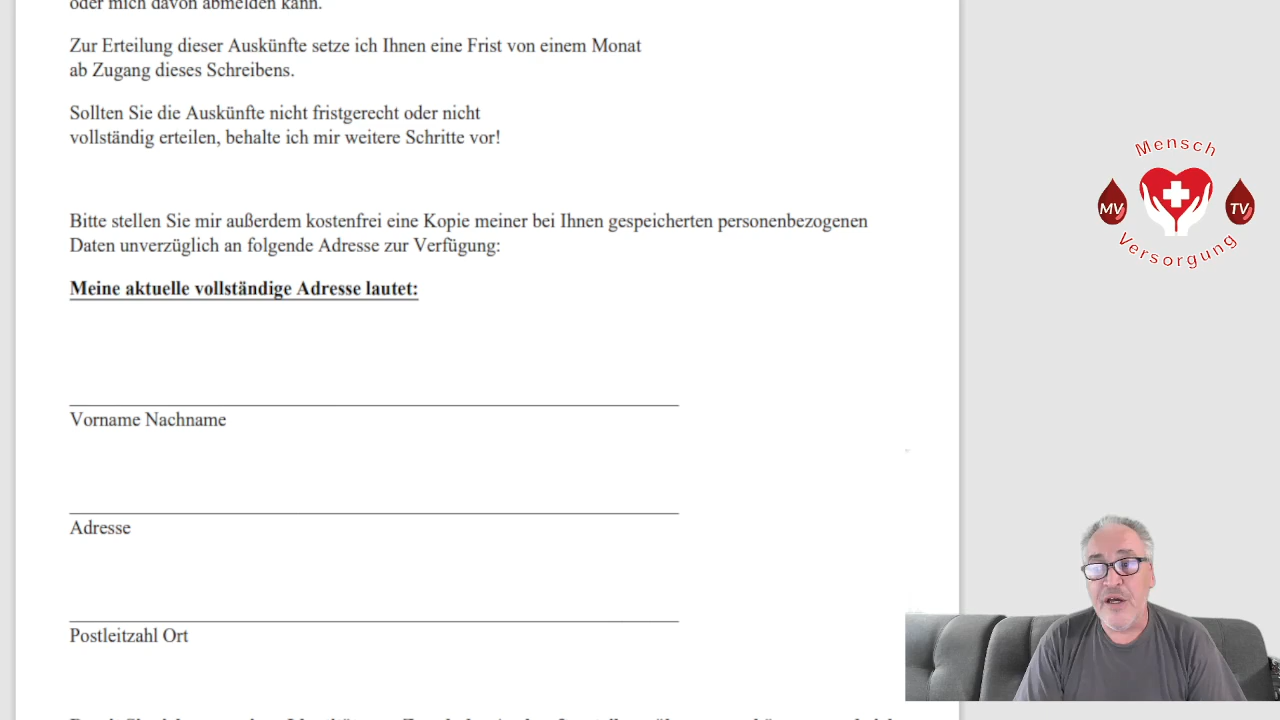 oder mich davon abmelden kann.
Zur Erteilung dieser Auskünfte setze ich Ihnen eine Frist von einem Monat
ab Zugang dieses Schreibens.
Sollten Sie die Auskünfte nicht fristgerecht oder nicht
vollständig erteilen, behalte ich mir weitere Schritte vor!
Bitte stellen Sie mir außerdem kostenfrei eine Kopie meiner bei Ihnen gespeicherten personenbezogenen
Daten unverzüglich an folgende Adresse zur Verfügung:
Meine aktuelle vollständige Adresse lautet:
Vorname Nachname
Adresse
Postleitzahl Ort
Mensch
MV TV
Versorgung